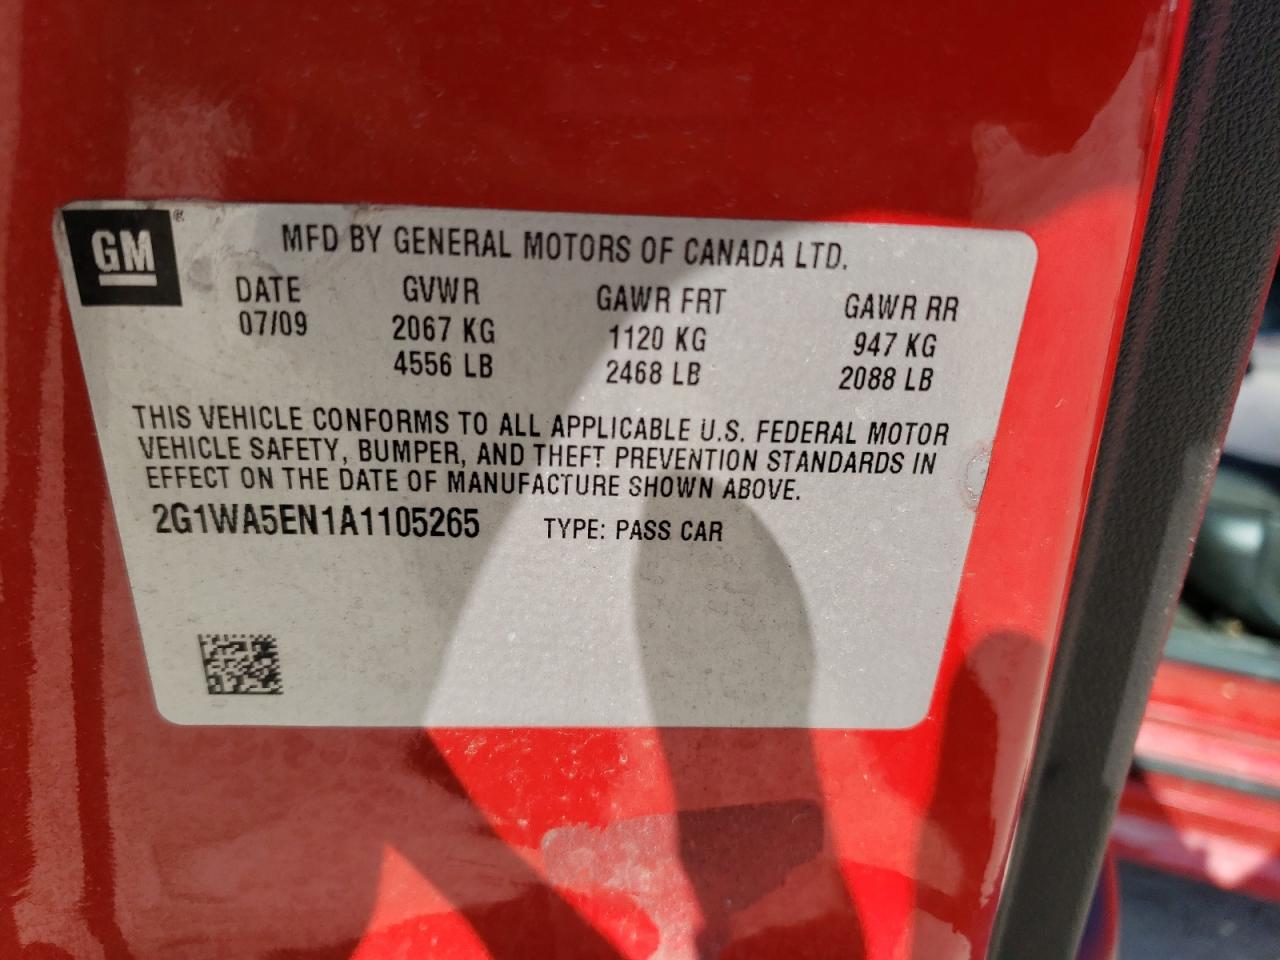 GM®
MFD BY GENERAL MOTORS OF CANADA LTD.
DATE GVWR GAWR FRT GAWR RR
07/09 2067 KG 1120 KG 947 KG
4556 LB 2468 LB 2088 LB
THIS VEHICLE CONFORMS TO ALL APPLICABLE U.S. FEDERAL MOTOR
VEHICLE SAFETY, BUMPER, AND THEFT PREVENTION STANDARDS IN
EFFECT ON THE DATE OF MANUFACTURE SHOWN ABOVE.
2G1WA5EN1A1105265 TYPE: PASS CAR